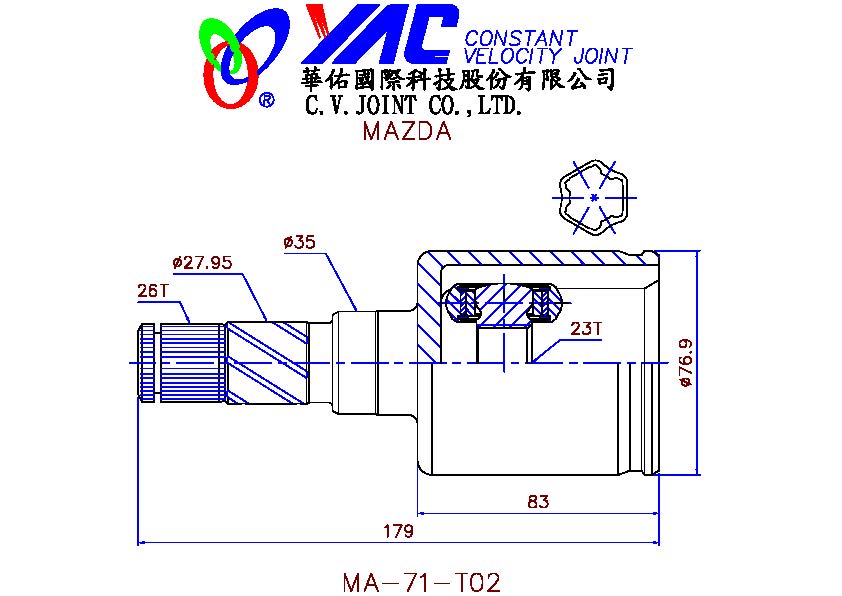 YAC CONSTANT
VELOCITY JOINT
®
華佑國際科技股份有限公司
C.V.JOINT CO.,LTD.
MAZDA
ø35
ø27.95
26T
23T
ø76.9
83
179
MA-71-T02